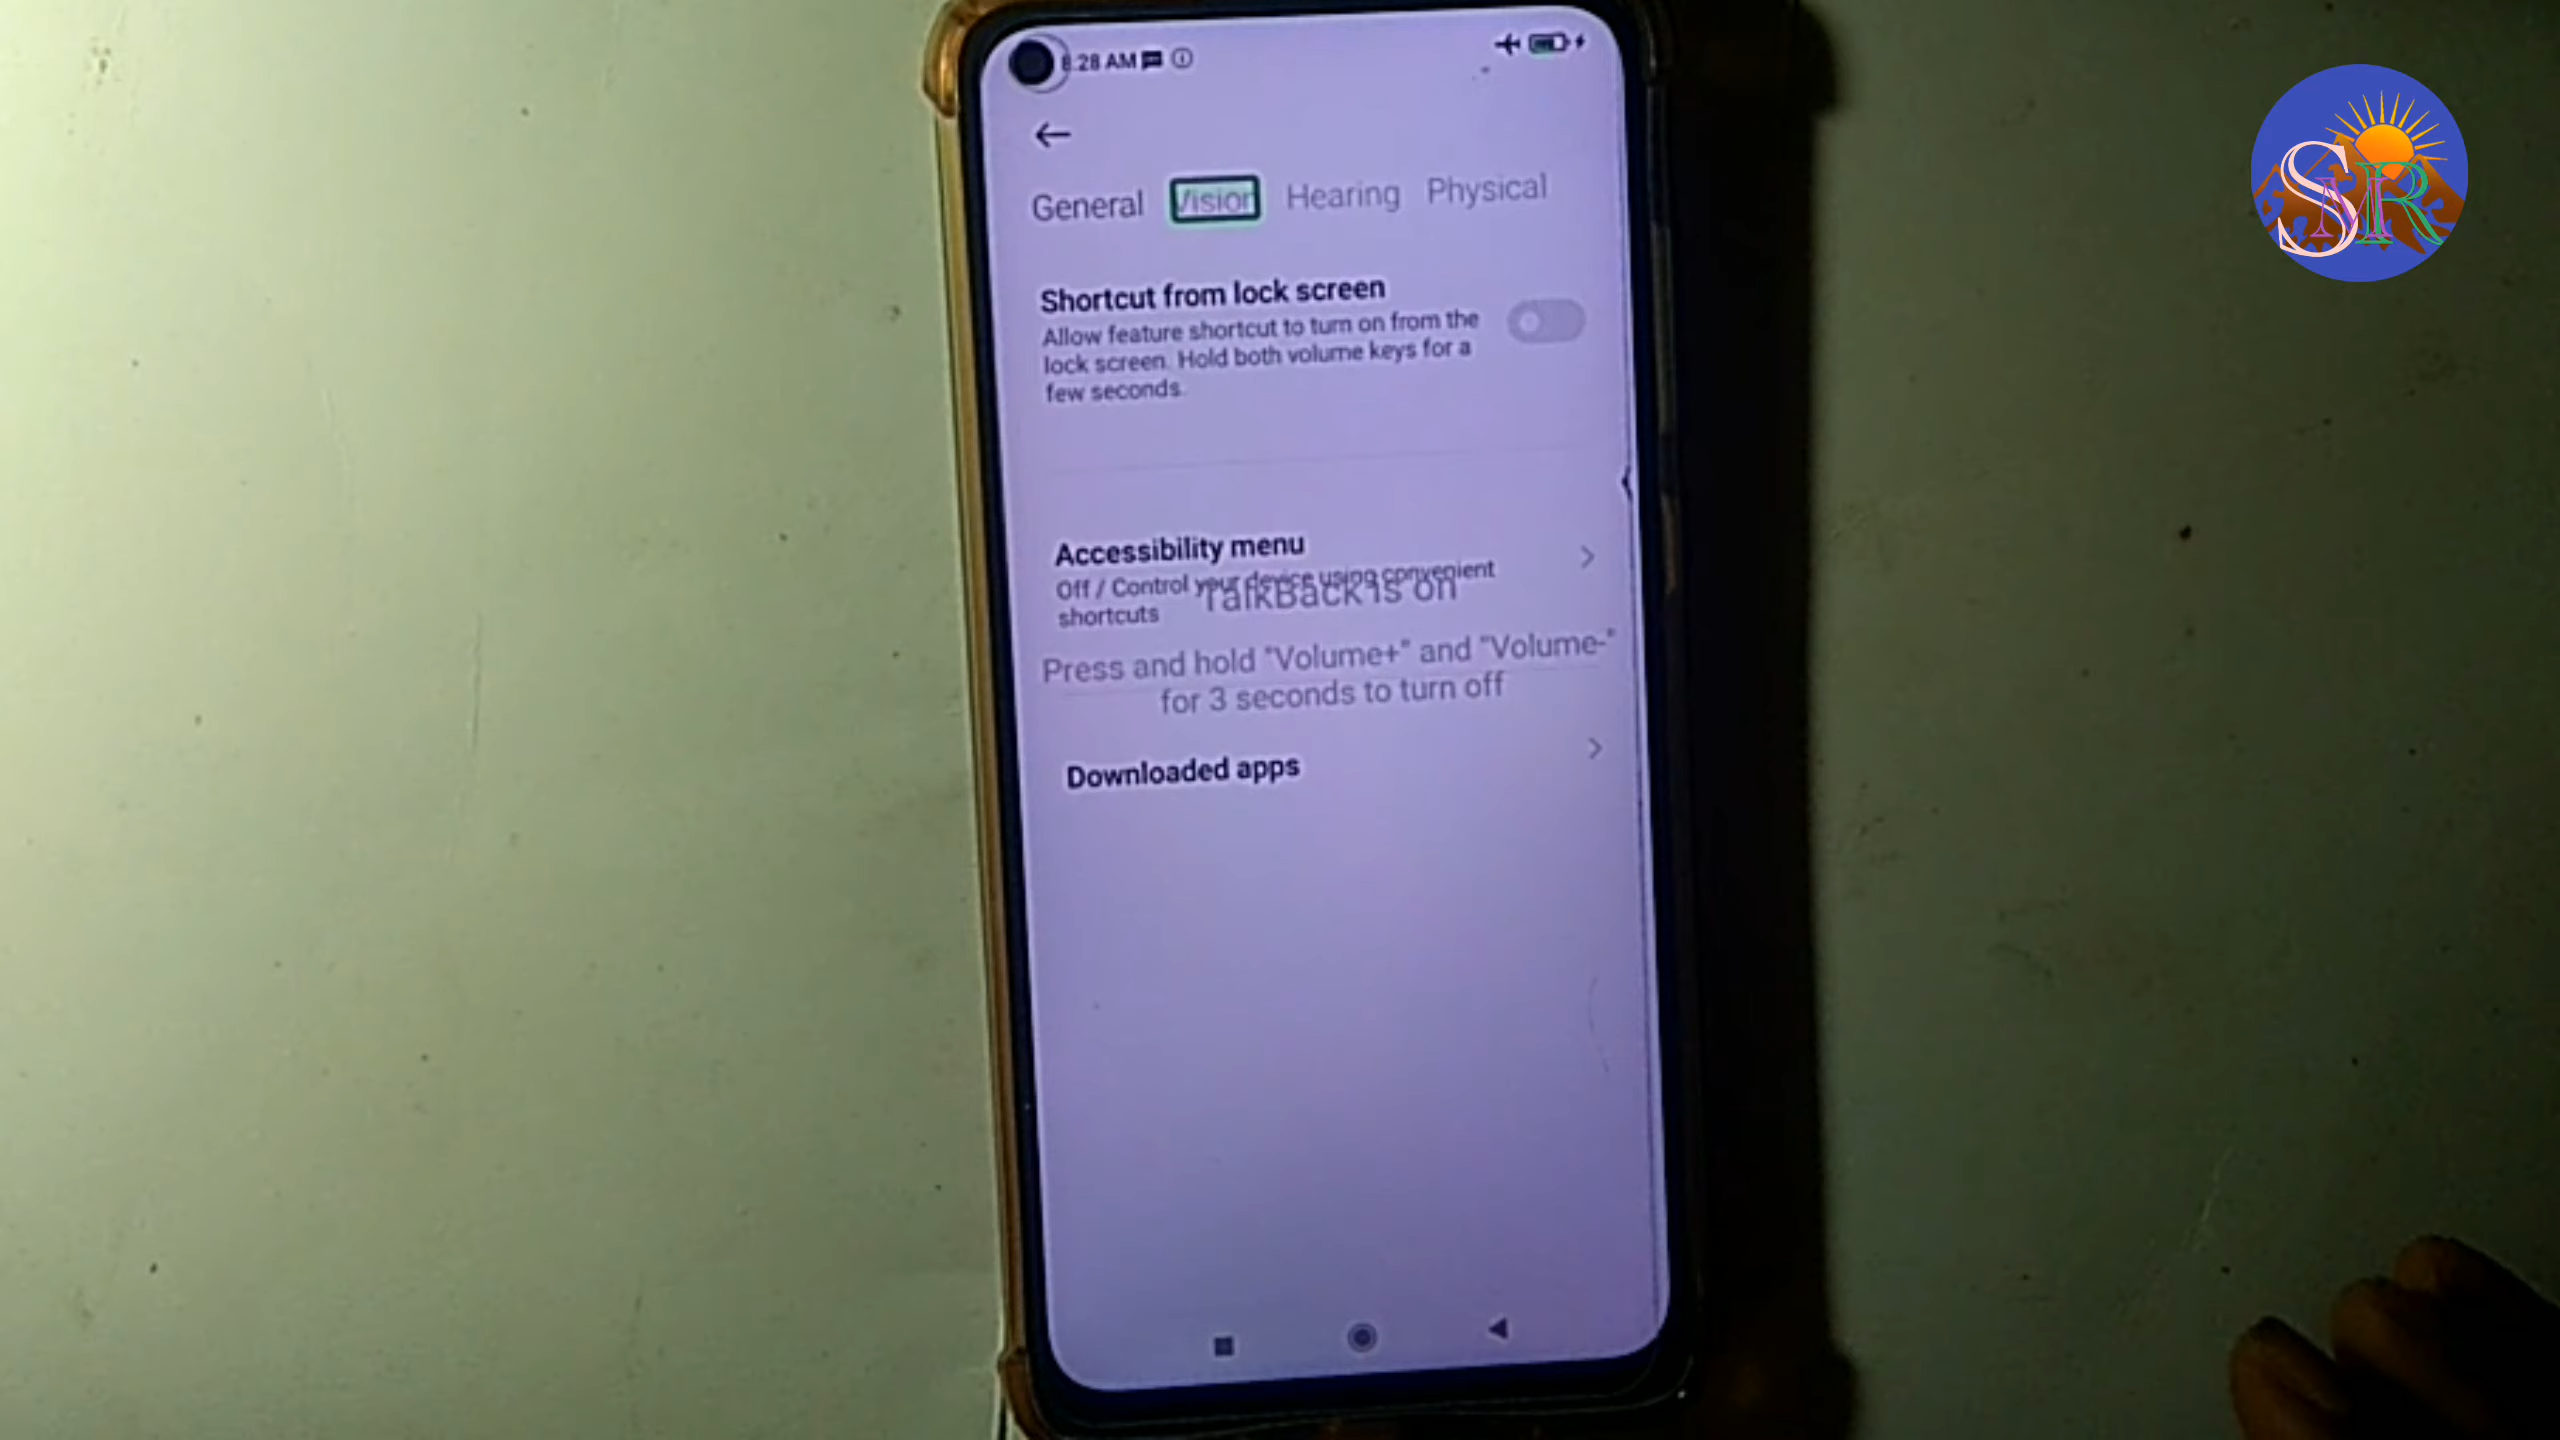 8:28 AM
General Vision Hearing Physical
Shortcut from lock screen
Allow feature shortcut to turn on from the
lock screen. Hold both volume keys for a
few seconds.
Accessibility menu
Off / Control your device using convenient
shortcuts
TalkBack is on
Press and hold "Volume+" and "Volume-"
for 3 seconds to turn off
Downloaded apps
SMR